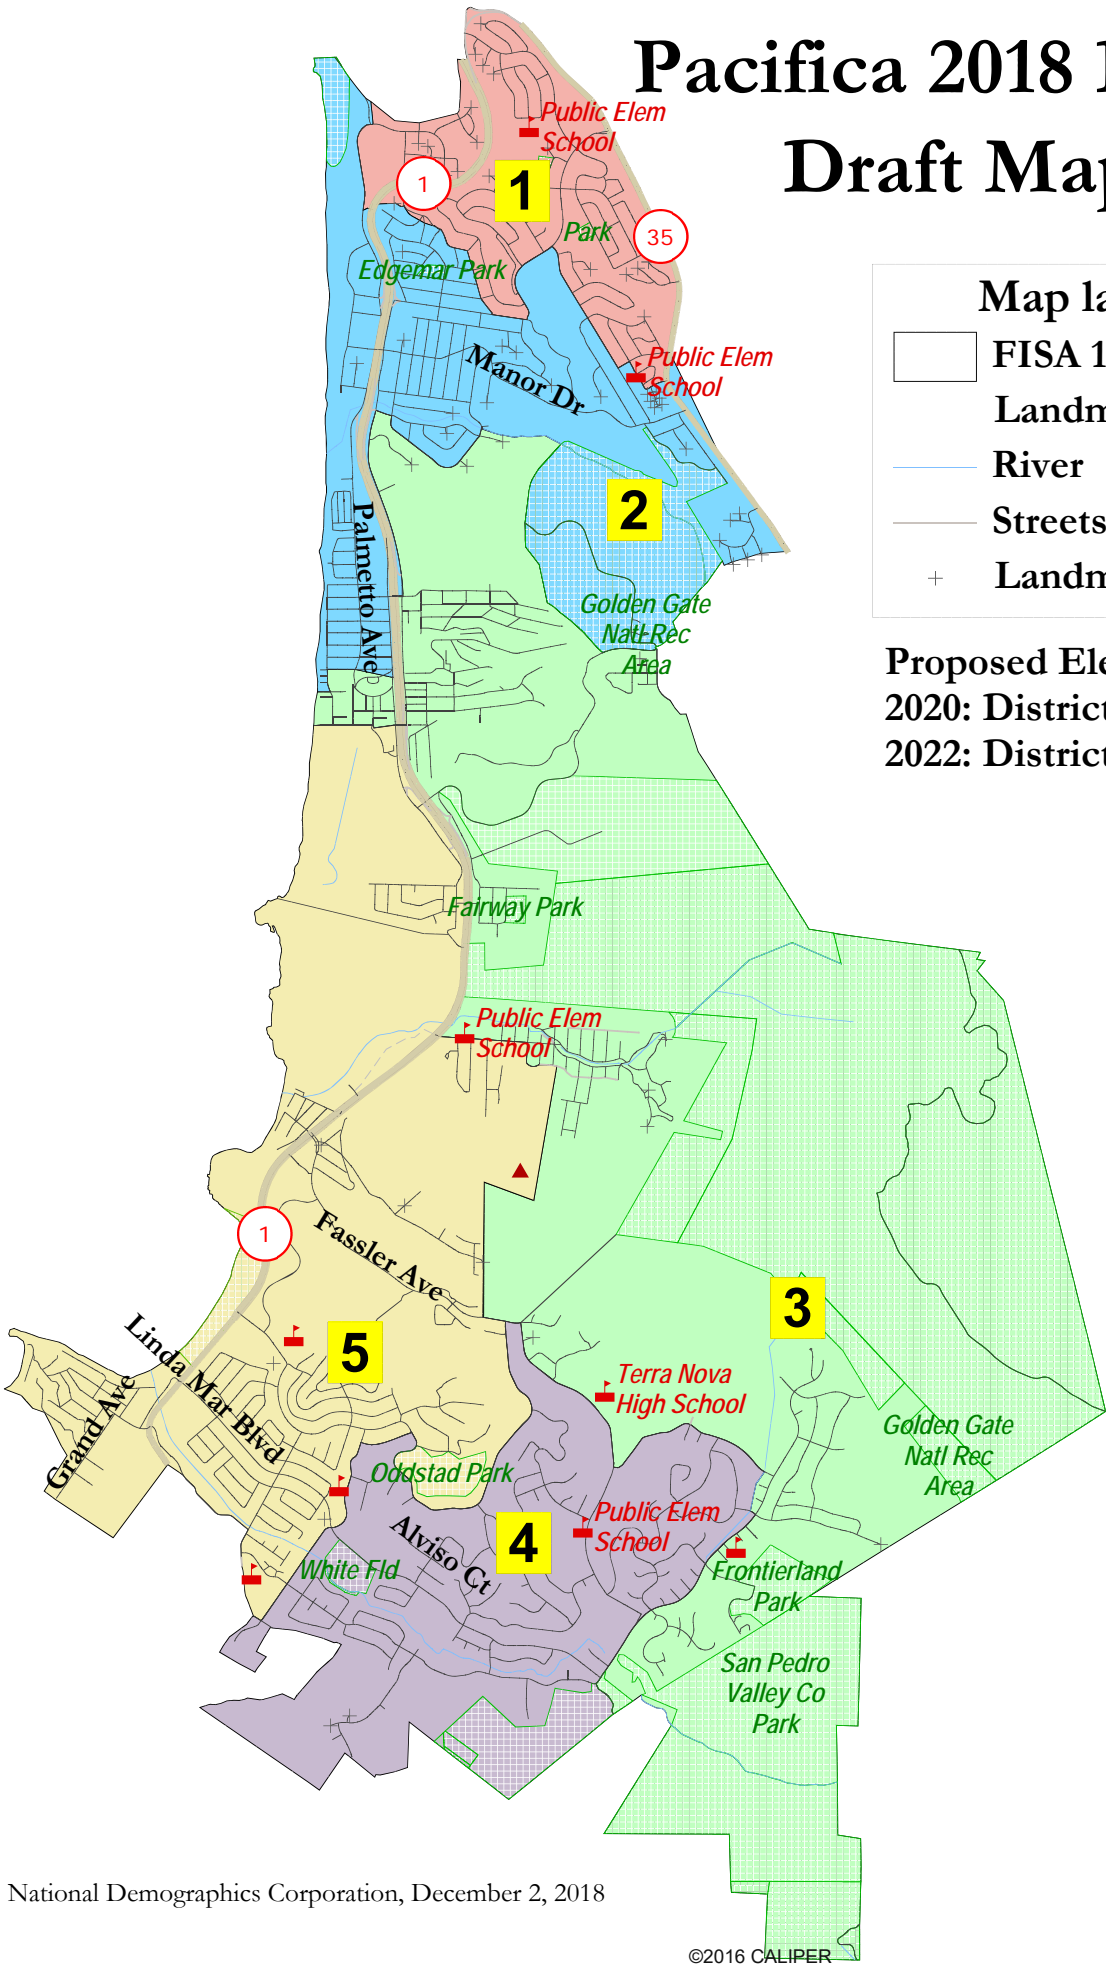 Pacifica 2018
Draft Map
Map la
FISA 1
Landm
River
Streets
Landm
Proposed Ele
2020: District
2022: District
Public Elem
School
1
1
Park
35
Edgemar Park
Public Elem
School
Manor Dr
2
Palmetto Ave
Golden Gate
Natl Rec
Area
Fairway Park
Public Elem
School
1
Fassler Ave
3
5
Linda Mar Blvd
Grand Ave
Terra Nova
High School
Golden Gate
Natl Rec
Area
Oddstad Park
Public Elem
School
4
Alviso Ct
White Fld
Frontierland
Park
San Pedro
Valley Co
Park
National Demographics Corporation, December 2, 2018
©2016 CALIPER